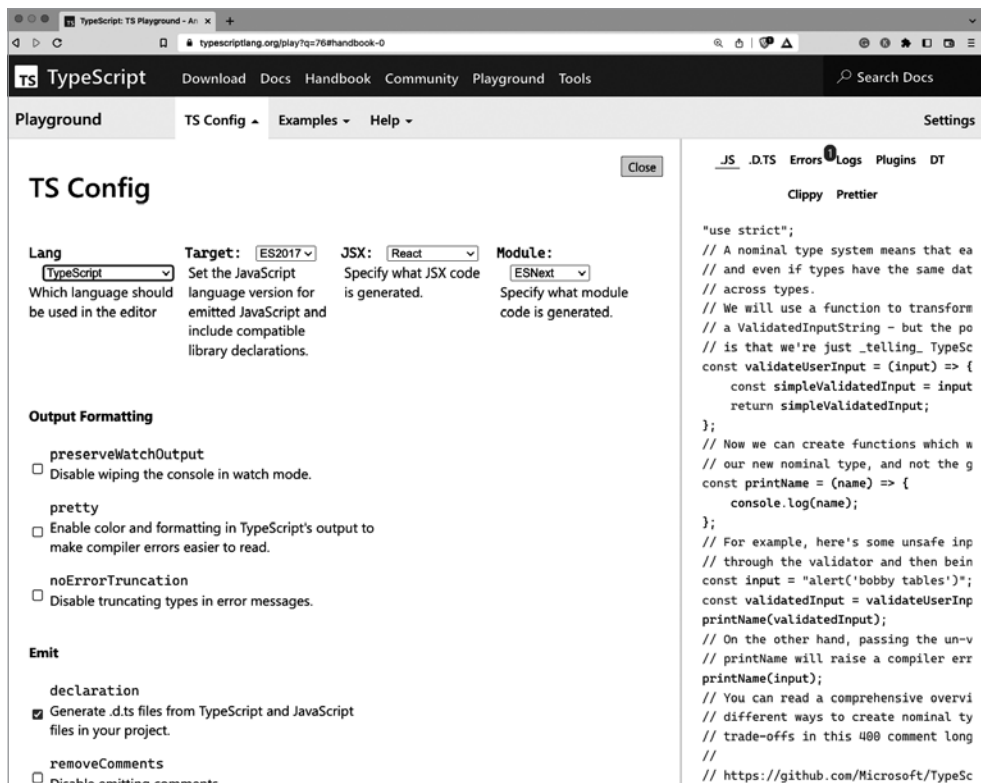 TypeScript: TS Playground - An × +
typescriptlang.org/play?q=76#handbook-0
TS TypeScript Download Docs Handbook Community Playground Tools Search Docs
Playground TS Config Examples Help Settings
Close
TS Config
Lang
TypeScript
Which language should
be used in the editor
Target: ES2017
Set the JavaScript
language version for
emitted JavaScript and
include compatible
library declarations.
JSX: React
Specify what JSX code
is generated.
Module:
ESNext
Specify what module
code is generated.
Output Formatting
preserveWatchOutput
Disable wiping the console in watch mode.
pretty
Enable color and formatting in TypeScript's output to
make compiler errors easier to read.
noErrorTruncation
Disable truncating types in error messages.
Emit
declaration
Generate .d.ts files from TypeScript and JavaScript
files in your project.
removeComments
Disable emitting comments
.JS .D.TS Errors 1 Logs Plugins DT
Clippy Prettier
"use strict";
// A nominal type system means that ea
// and even if types have the same dat
// across types.
// We will use a function to transform
// a ValidatedInputString - but the po
// is that we're just _telling_ TypeSc
const validateUserInput = (input) => {
    const simpleValidatedInput = input
    return simpleValidatedInput;
};
// Now we can create functions which w
// our new nominal type, and not the g
const printName = (name) => {
    console.log(name);
};
// For example, here's some unsafe inp
// through the validator and then bein
const input = "alert('bobby tables')";
const validatedInput = validateUserInp
printName(validatedInput);
// On the other hand, passing the un-v
// printName will raise a compiler err
printName(input);
// You can read a comprehensive overvi
// different ways to create nominal ty
// trade-offs in this 400 comment long
//
// https://github.com/Microsoft/TypeSc